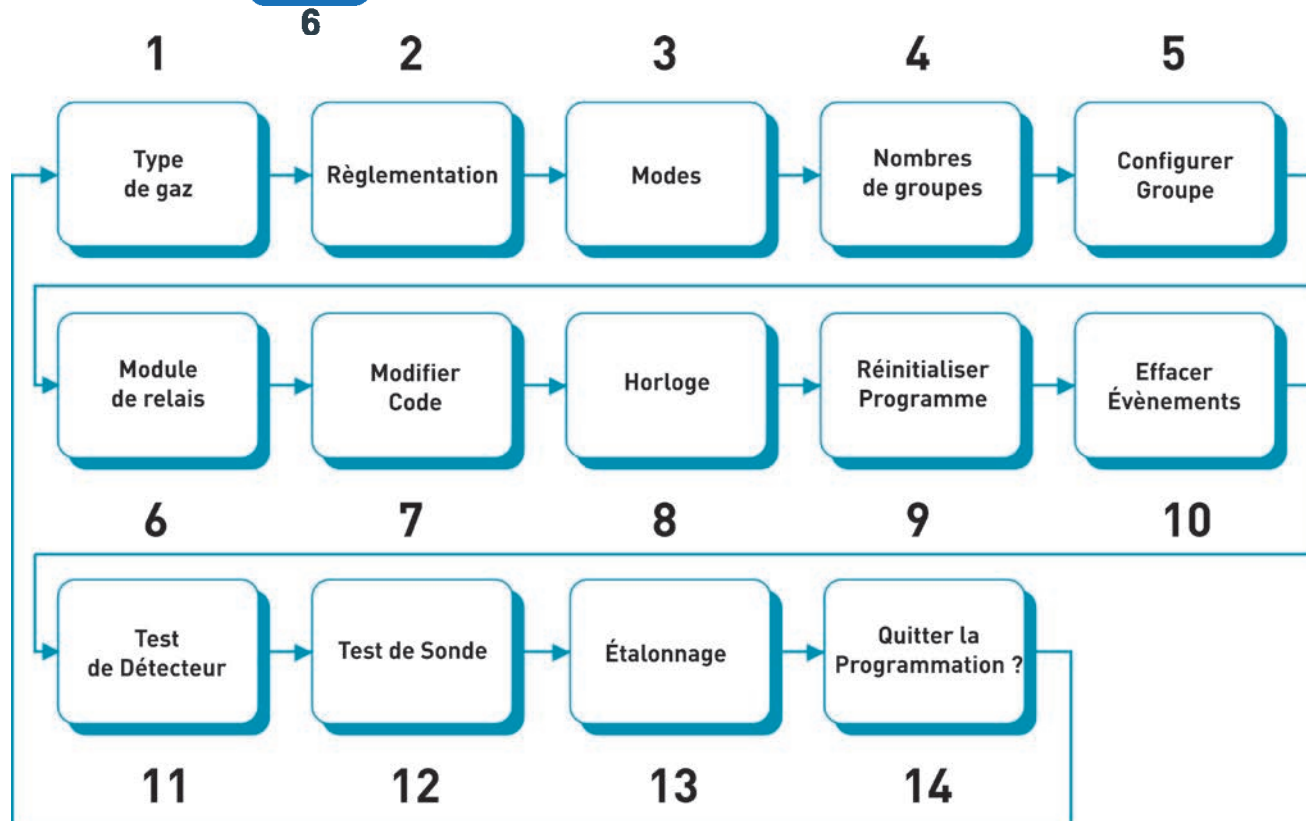 6
1 2 3 4 5
Type
de gaz
Règlementation
Modes
Nombres
de groupes
Configurer
Groupe
Module
de relais
Modifier
Code
Horloge
Réinitialiser
Programme
Effacer
Évènements
6 7 8 9 10
Test
de Détecteur
Test de Sonde
Étalonnage
Quitter la
Programmation ?
11 12 13 14